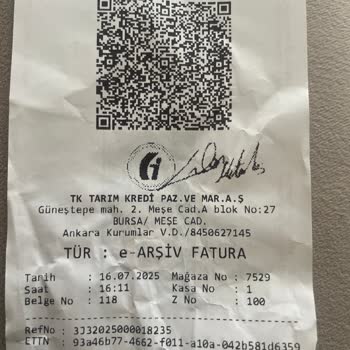 TK TARIM KREDİ PAZ.VE MAR.A.Ş
Güneştepe mah. 2. Meşe Cad.A blok No:27
BURSA/ MEŞE CAD.
Ankara Kurumlar V.D./8450627145
TÜR : e-ARŞİV FATURA
Tarih : 16.07.2025 Mağaza No : 7529
Saat : 16:11 Kasa No : 1
Belge No : 118 Z No : 100
RefNo : 3J32025000018235
ETTN : 93a46b77-4662-f011-a10a-042b581d6359